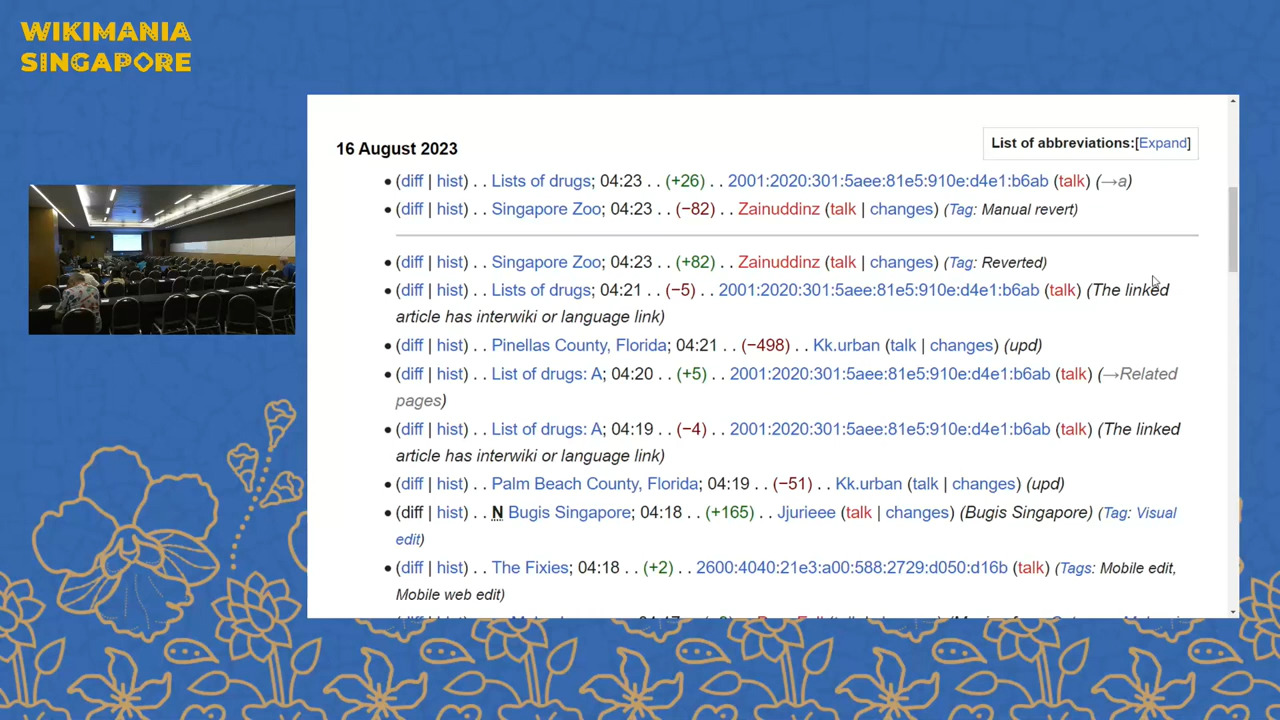 WIKIMANIA
SINGAPORE
List of abbreviations:[Expand]
16 August 2023
• (diff | hist) . . Lists of drugs; 04:23 . . (+26) . . 2001:2020:301:5aee:81e5:910e:d4e1:b6ab (talk) (→a)
• (diff | hist) . . Singapore Zoo; 04:23 . . (−82) . . Zainuddinz (talk | changes) (Tag: Manual revert)
• (diff | hist) . . Singapore Zoo; 04:23 . . (+82) . . Zainuddinz (talk | changes) (Tag: Reverted)
• (diff | hist) . . Lists of drugs; 04:21 . . (−5) . . 2001:2020:301:5aee:81e5:910e:d4e1:b6ab (talk) (The linked
article has interwiki or language link)
• (diff | hist) . . Pinellas County, Florida; 04:21 . . (−498) . . Kk.urban (talk | changes) (upd)
• (diff | hist) . . List of drugs: A; 04:20 . . (+5) . . 2001:2020:301:5aee:81e5:910e:d4e1:b6ab (talk) (→Related
pages)
• (diff | hist) . . List of drugs: A; 04:19 . . (−4) . . 2001:2020:301:5aee:81e5:910e:d4e1:b6ab (talk) (The linked
article has interwiki or language link)
• (diff | hist) . . Palm Beach County, Florida; 04:19 . . (−51) . . Kk.urban (talk | changes) (upd)
• (diff | hist) . . N Bugis Singapore; 04:18 . . (+165) . . Jjurieee (talk | changes) (Bugis Singapore) (Tag: Visual
edit)
• (diff | hist) . . The Fixies; 04:18 . . (+2) . . 2600:4040:21e3:a00:588:2729:d050:d16b (talk) (Tags: Mobile edit,
Mobile web edit)